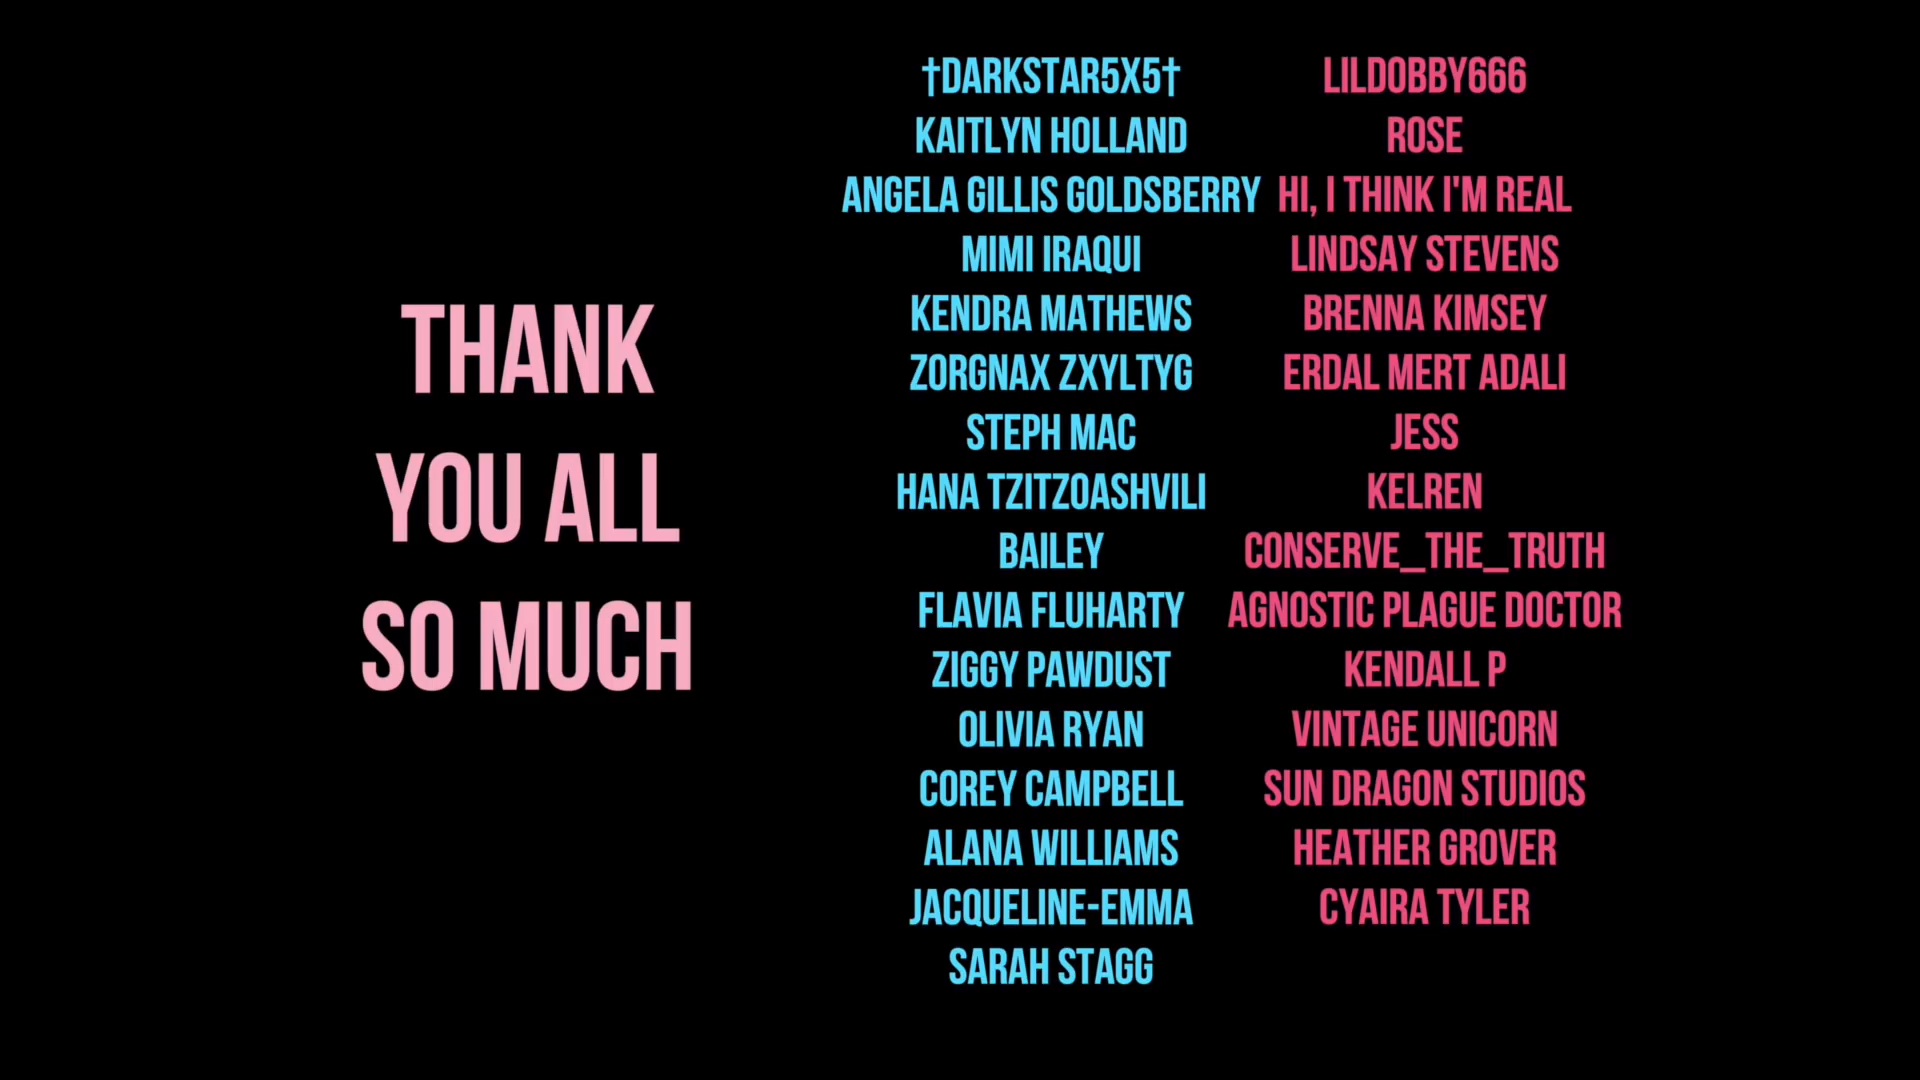 THANK
YOU ALL
SO MUCH
†DARKSTAR5X5†
KAITLYN HOLLAND
ANGELA GILLIS GOLDSBERRY
MIMI IRAQUI
KENDRA MATHEWS
ZORGNAX ZXYLTYG
STEPH MAC
HANA TZITZOASHVILI
BAILEY
FLAVIA FLUHARTY
ZIGGY PAWDUST
OLIVIA RYAN
COREY CAMPBELL
ALANA WILLIAMS
JACQUELINE-EMMA
SARAH STAGG
LILDOBBY666
ROSE
HI, I THINK I'M REAL
LINDSAY STEVENS
BRENNA KIMSEY
ERDAL MERT ADALI
JESS
KELREN
CONSERVE_THE_TRUTH
AGNOSTIC PLAGUE DOCTOR
KENDALL P
VINTAGE UNICORN
SUN DRAGON STUDIOS
HEATHER GROVER
CYAIRA TYLER